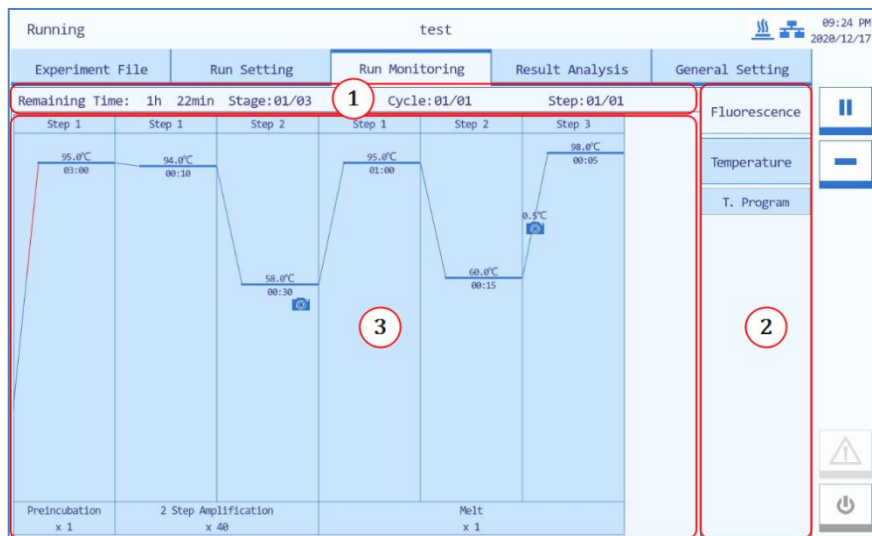 Running test 09:24 PM
2020/12/17
Experiment File Run Setting Run Monitoring Result Analysis General Setting
Remaining Time: 1h 22min Stage:01/03 1 Cycle:01/01 Step:01/01
Fluorescence
Step 1 Step 1 Step 2 Step 1 Step 2 Step 3
95.0℃ 94.0℃ 95.0℃ 98.0℃
03:00 00:10 01:00 00:05
Temperature
T. Program
0.5℃
58.0℃ 60.0℃
00:30 00:15
3 2
Preincubation 2 Step Amplification Melt
x 1 x 40 x 1